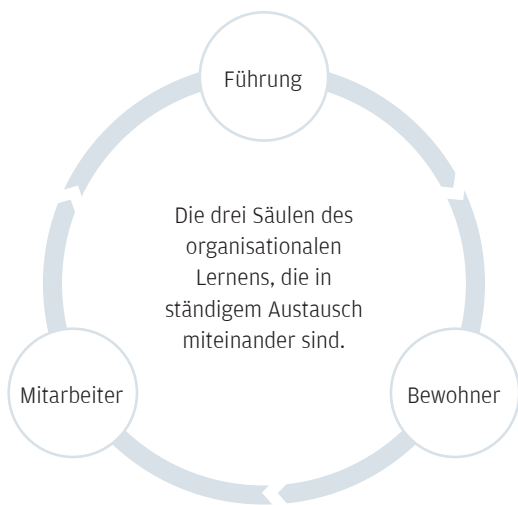 Führung
Die drei Säulen des
organisationalen
Lernens, die in
ständigem Austausch
miteinander sind.
Mitarbeiter
Bewohner